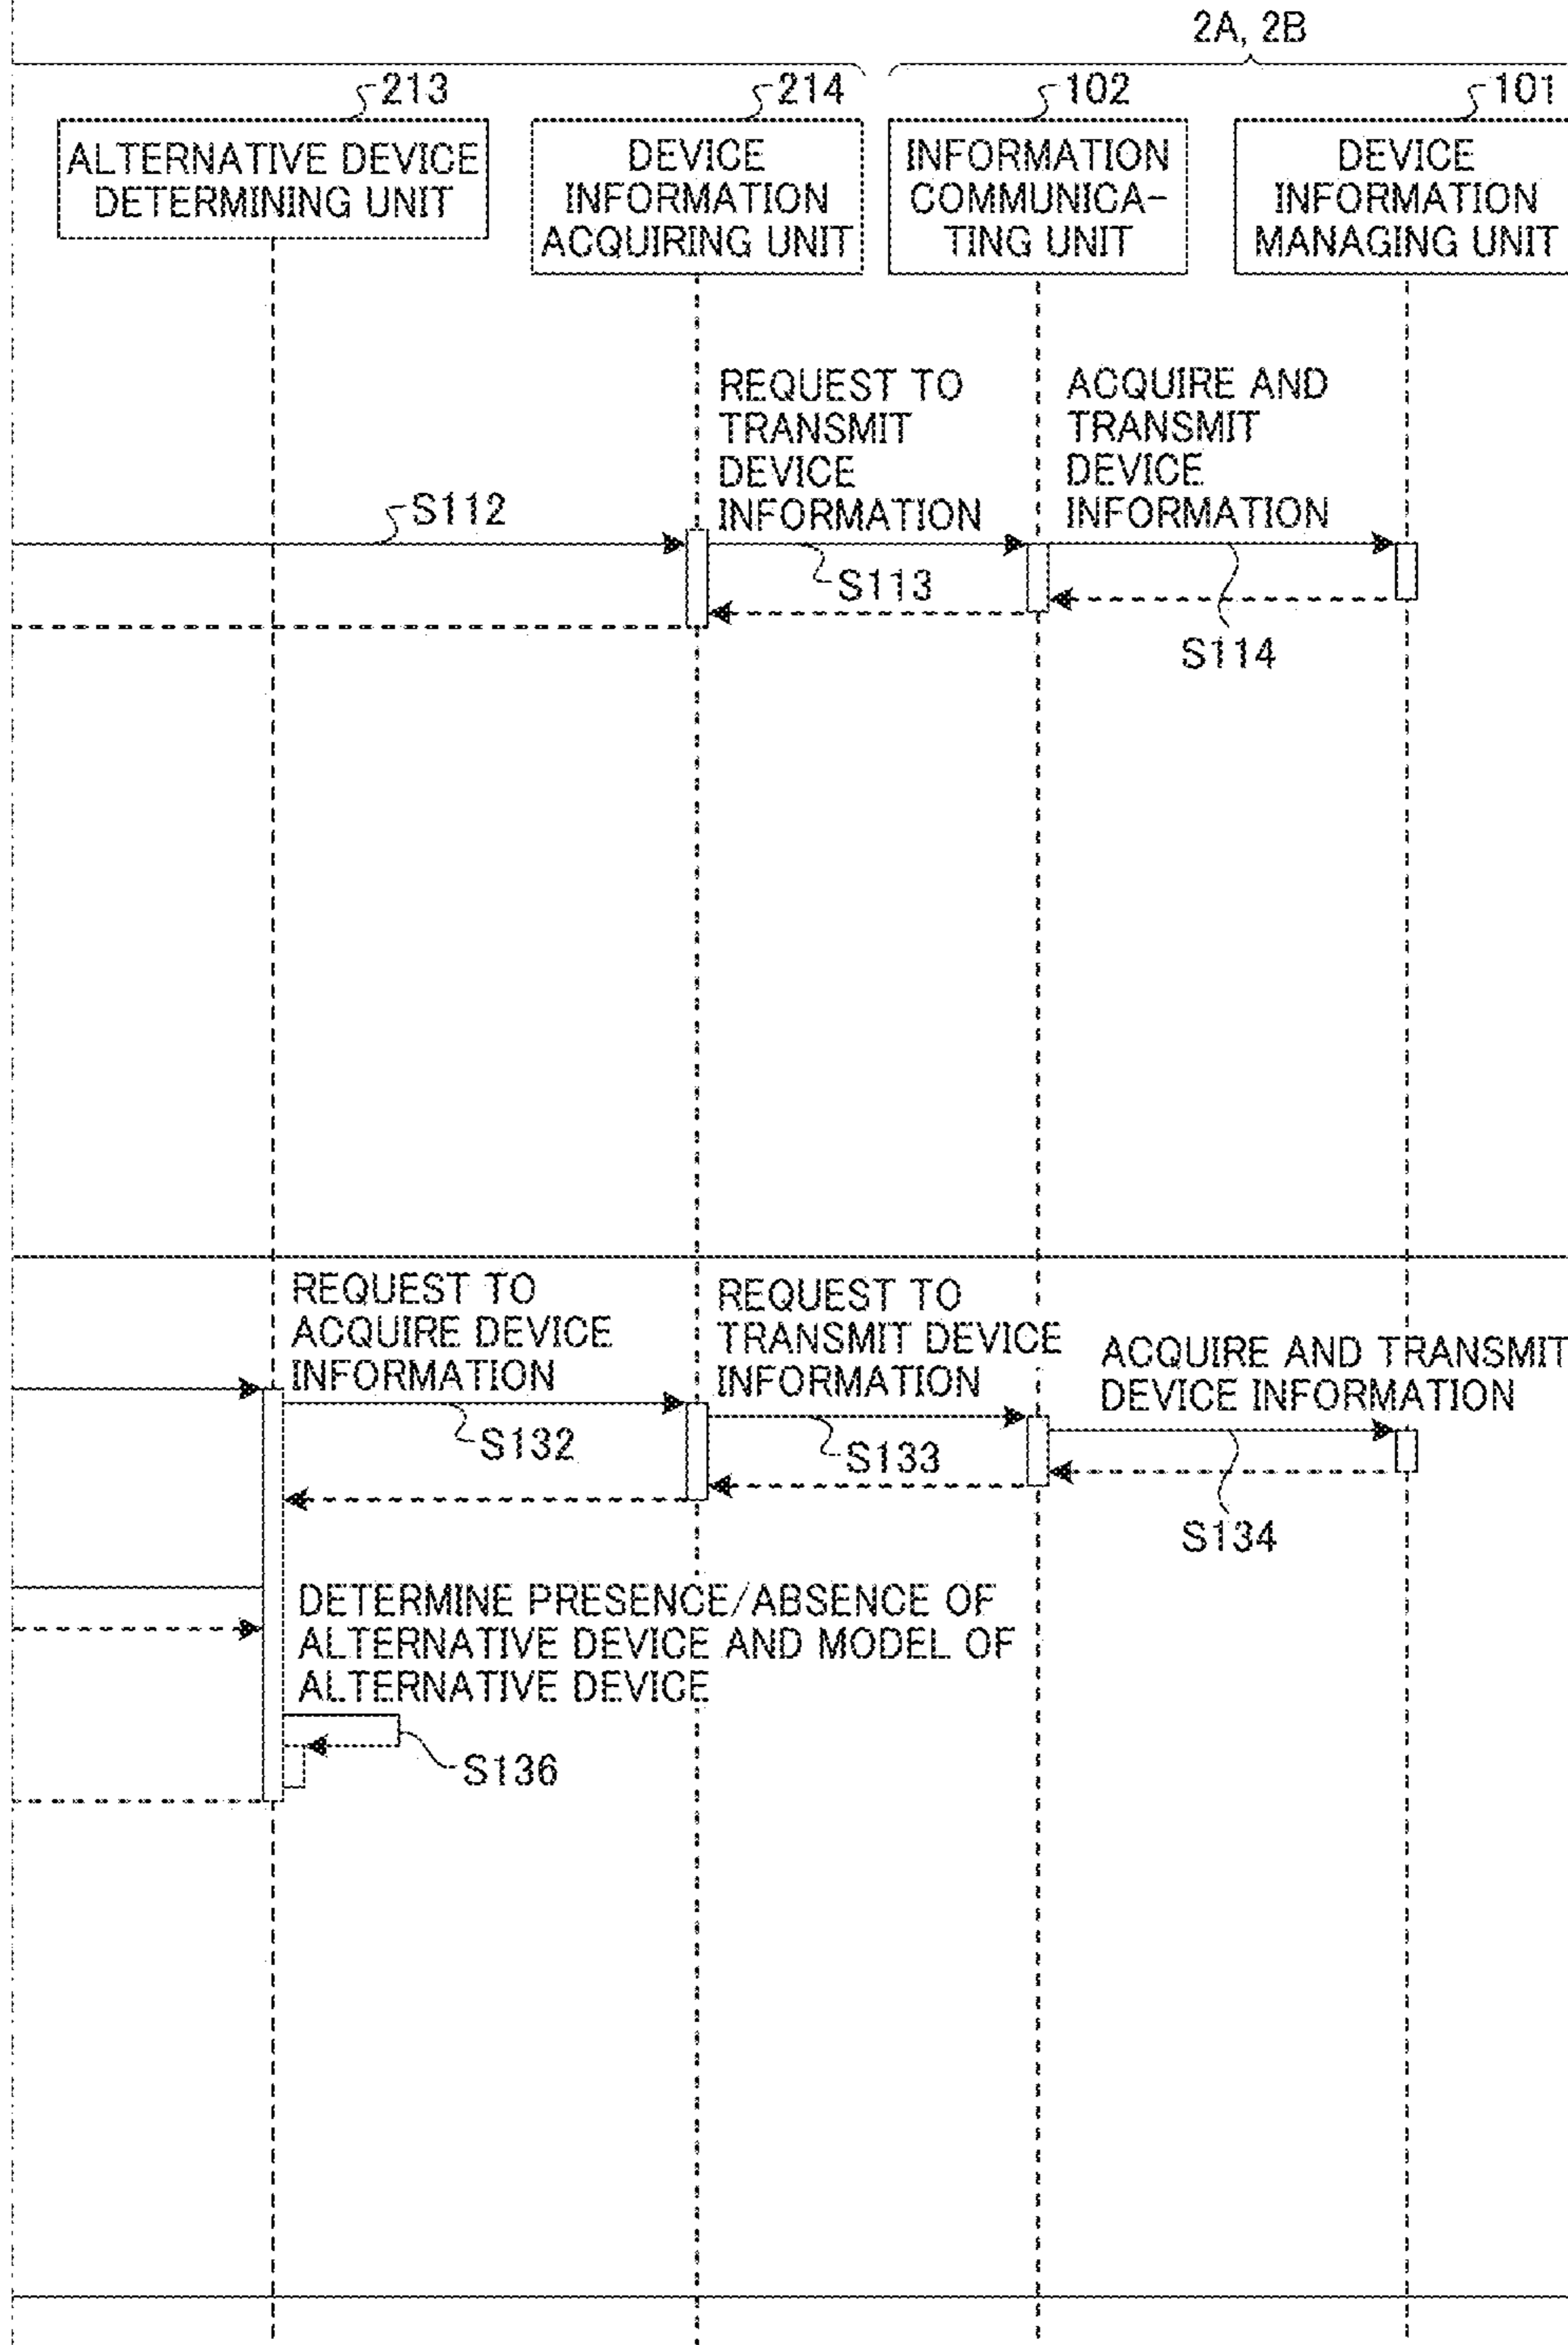 2A, 2B
213
214
102
101
ALTERNATIVE DEVICE
DETERMINING UNIT
DEVICE
INFORMATION
ACQUIRING UNIT
INFORMATION
COMMUNICA-
TING UNIT
DEVICE
INFORMATION
MANAGING UNIT
REQUEST TO
TRANSMIT
DEVICE
INFORMATION
ACQUIRE AND
TRANSMIT
DEVICE
INFORMATION
S112
S113
S114
REQUEST TO
ACQUIRE DEVICE
INFORMATION
REQUEST TO
TRANSMIT DEVICE
INFORMATION
ACQUIRE AND TRANSMIT
DEVICE INFORMATION
S132
S133
S134
DETERMINE PRESENCE/ABSENCE OF
ALTERNATIVE DEVICE AND MODEL OF
ALTERNATIVE DEVICE
S136